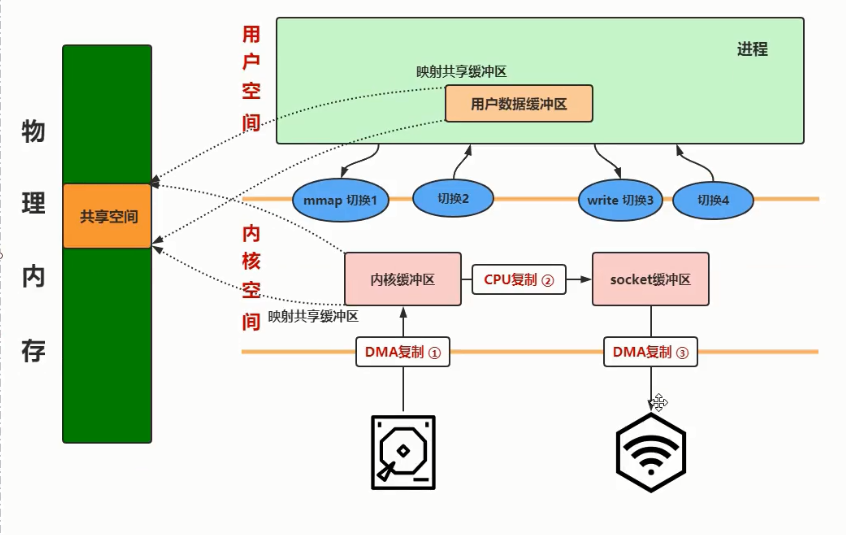 物理内存
共享空间
用户空间
进程
映射共享缓冲区
用户数据缓冲区
mmap 切换1
切换2
write 切换3
切换4
内核空间
内核缓冲区
CPU复制 ②
socket缓冲区
映射共享缓冲区
DMA复制 ①
DMA复制 ③